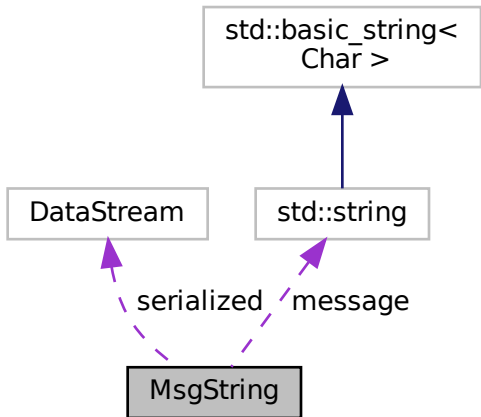 std::basic_string<
Char >
DataStream
std::string
serialized
message
MsgString